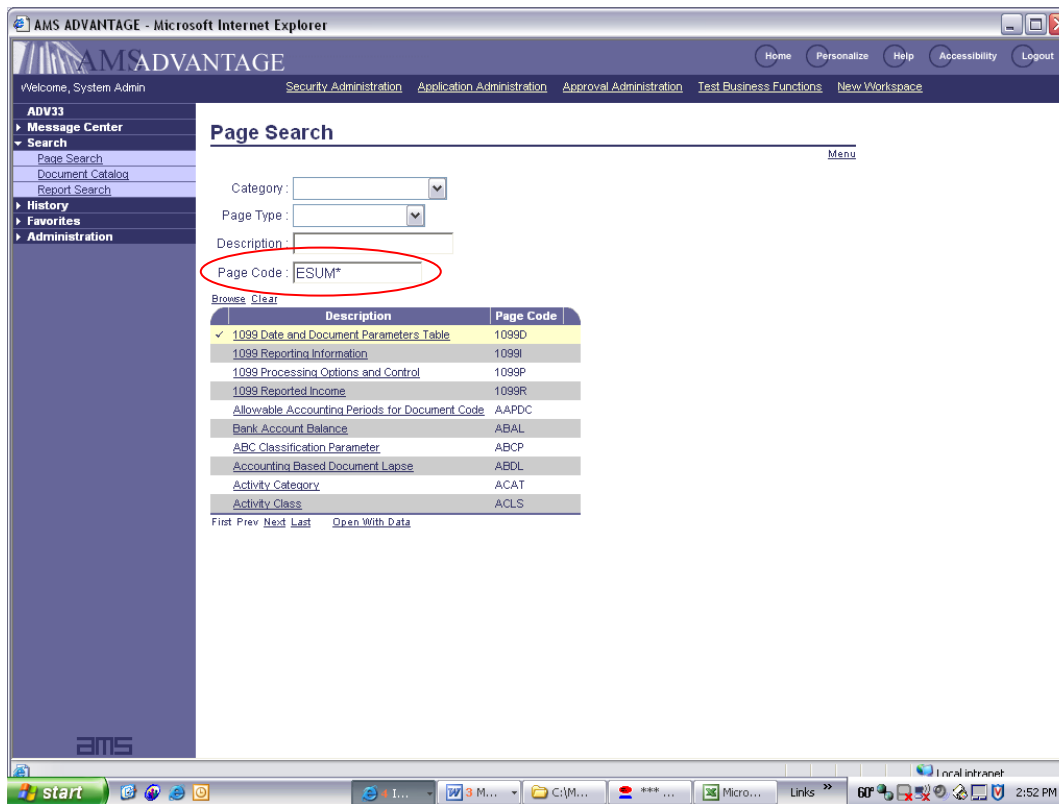 AMS ADVANTAGE - Microsoft Internet Explorer
AMS ADVANTAGE
Home Personalize Help Accessibility Logout
Welcome, System Admin
Security Administration Application Administration Approval Administration Test Business Functions New Workspace
ADV33
Message Center
Search
Page Search
Document Catalog
Report Search
History
Favorites
Administration
Page Search
Menu
Category :
Page Type :
Description :
Page Code : ESUM*
Browse Clear
Description Page Code
✓ 1099 Date and Document Parameters Table 1099D
1099 Reporting Information 1099I
1099 Processing Options and Control 1099P
1099 Reported Income 1099R
Allowable Accounting Periods for Document Code AAPDC
Bank Account Balance ABAL
ABC Classification Parameter ABCP
Accounting Based Document Lapse ABDL
Activity Category ACAT
Activity Class ACLS
First Prev Next Last Open With Data
ams
Local intranet
start 4 I... 3 M... C:\M... *** ... Micro... Links » 60° 2:52 PM